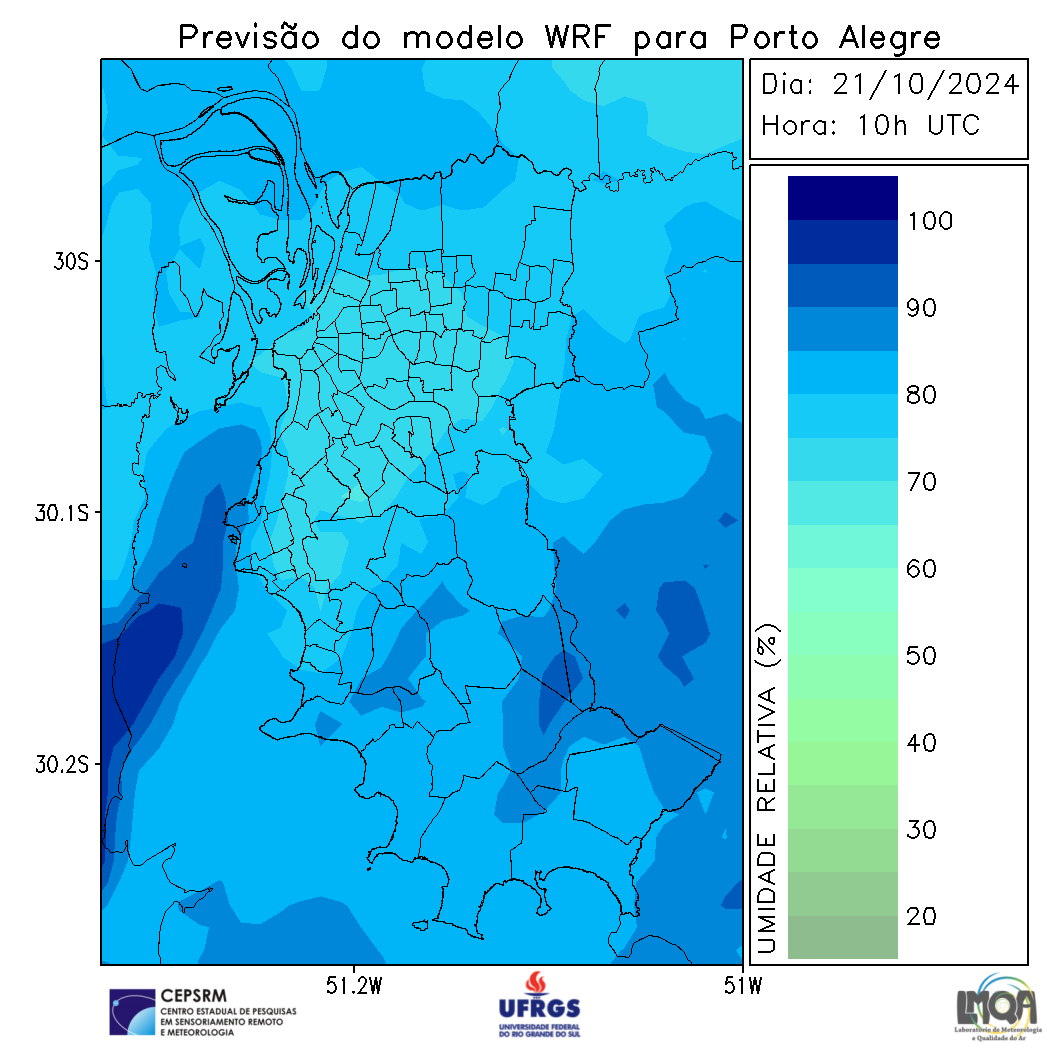 Previsão do modelo WRF para Porto Alegre
Dia: 21/10/2024
Hora: 10h UTC
100
90
80
70
60
50
40
30
20
UMIDADE RELATIVA (%)
30S
30.1S
30.2S
51.2W
51W
CEPSRM
CENTRO ESTADUAL DE PESQUISAS
EM SENSORIAMENTO REMOTO
E METEOROLOGIA
UFRGS
UNIVERSIDADE FEDERAL
DO RIO GRANDE DO SUL
LMQA
Laboratório de Meteorologia
e Qualidade do Ar